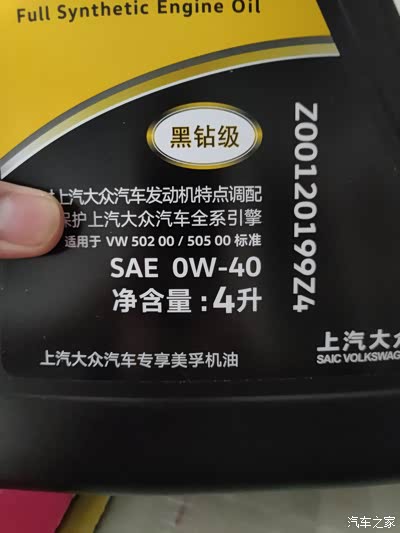 Full Synthetic Engine Oil
黑钻级
上汽大众汽车发动机特点调配
保护上汽大众汽车全系引擎
适用于 VW 502 00 / 505 00 标准
SAE 0W-40
净含量：4升
Z00120199Z4
上汽大众汽车专享美孚机油
上汽大众
SAIC VOLKSWAG
汽车之家